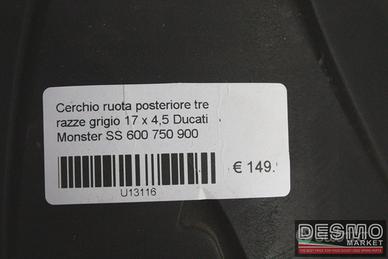 Cerchio ruota posteriore tre
razze grigio 17 x 4,5 Ducati
Monster SS 600 750 900
€ 149.
U13116
DESMO
MARKET